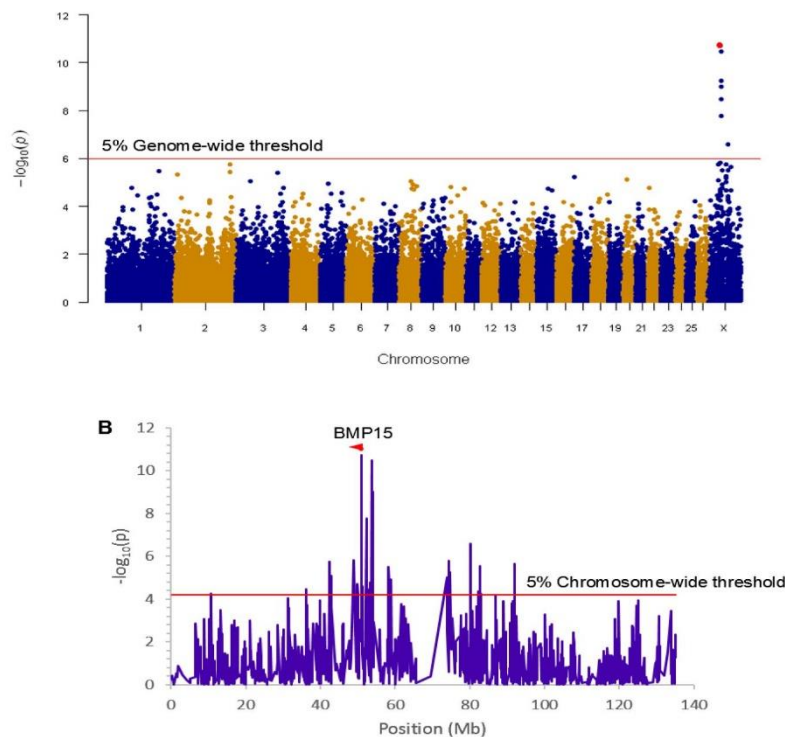 12
10
8
6
4
2
0
−log₁₀(p)
5% Genome-wide threshold
1 2 3 4 5 6 7 8 9 10 12 13 15 17 19 21 23 25 X
Chromosome
B
BMP15
12
10
8
6
4
2
0
-log₁₀(p)
5% Chromosome-wide threshold
0 20 40 60 80 100 120 140
Position (Mb)